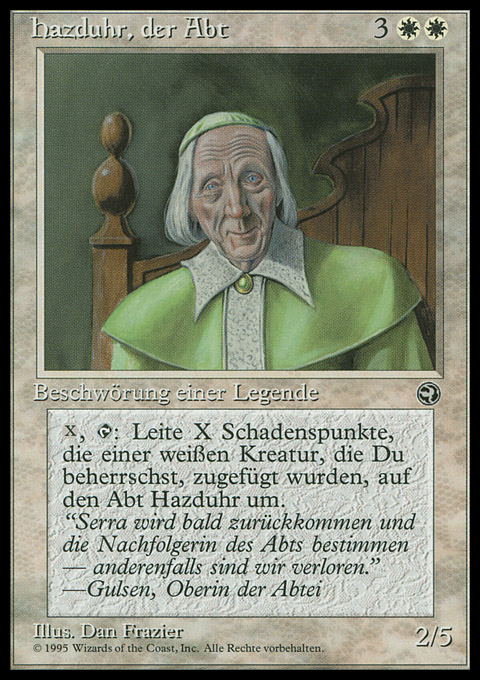 Hazduhr, der Abt 3
Beschwörung einer Legende
X, : Leite X Schadenspunkte,
die einer weißen Kreatur, die Du
beherrschst, zugefügt wurden, auf
den Abt Hazduhr um.
“Serra wird bald zurückkommen und
die Nachfolgerin des Abts bestimmen
— anderenfalls sind wir verloren.”
—Gulsen, Oberin der Abtei
Illus. Dan Frazier
2/5
© 1995 Wizards of the Coast, Inc. Alle Rechte vorbehalten.